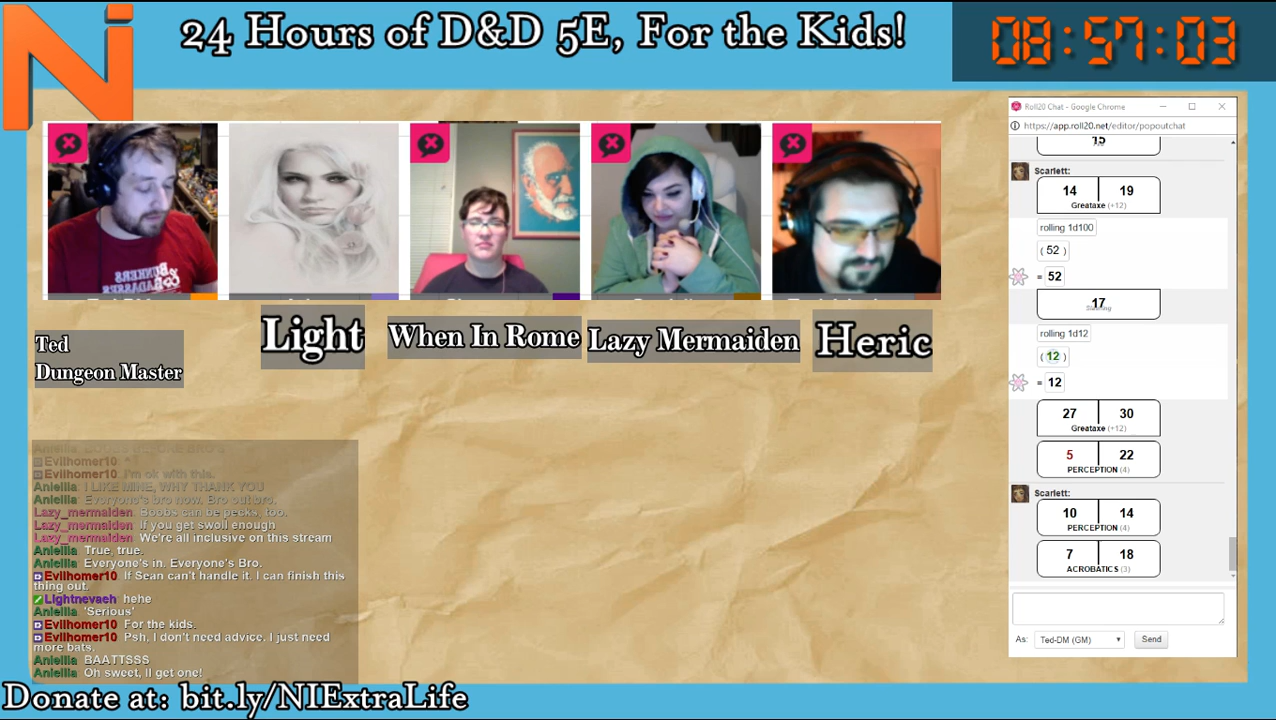 Ni
24 Hours of D&D 5E, For the Kids!
08:57:03
BUNKERS
BADASSES
Light
When In Rome
Lazy Mermaiden
Heric
Ted
Dungeon Master
Evilhomer10 ^
Evilhomer10 I'm ok with this.
Aniellia I LIKE MINE, WHY THANK YOU
Aniellia Everyone's bro now. Bro out bro.
Lazy_mermaiden Boobs can be pecks, too.
Lazy_mermaiden If you get swoll enough
Lazy_mermaiden We're all inclusive on this stream
Aniellia True, true.
Aniellia Everyone's in. Everyone's Bro.
Evilhomer10 If Sean can't handle it. I can finish this
thing out.
Lightnevaeh hehe
Aniellia 'Serious'
Evilhomer10 For the kids.
Evilhomer10 Psh. I don't need advice. I just need
more bats.
Aniellia BAATTSSS
Aniellia Oh sweet, II get one!
Donate at: bit.ly/NIExtraLife
Roll20 Chat - Google Chrome
https://app.roll20.net/editor/popoutchat
15
Scarlett:
14 19
Greataxe (+12)
rolling 1d100
(52)
= 52
17
rolling 1d12
(12)
= 12
27 30
Greataxe (+12)
5 22
PERCEPTION (4)
Scarlett:
10 14
PERCEPTION (4)
7 18
ACROBATICS (3)
As: Ted-DM (GM) Send